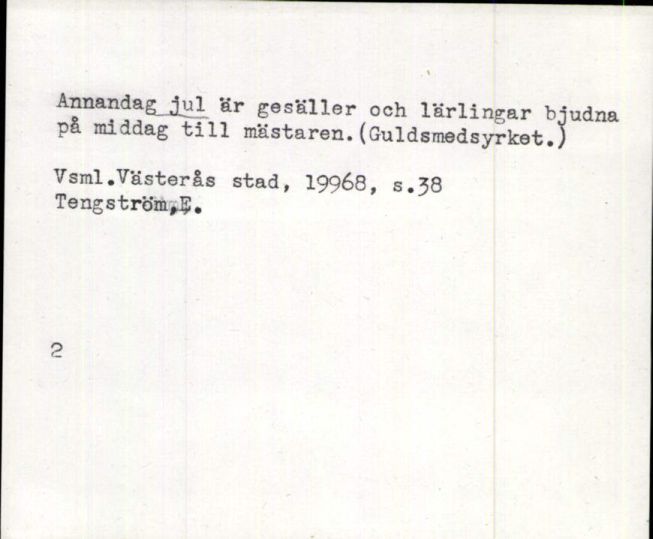 Annandag jul är gesäller och lärlingar bjudna
på middag till mästaren.(Guldsmedsyrket.)
Vsml.Västerås stad, 19968, s.38
Tengström,E.
2